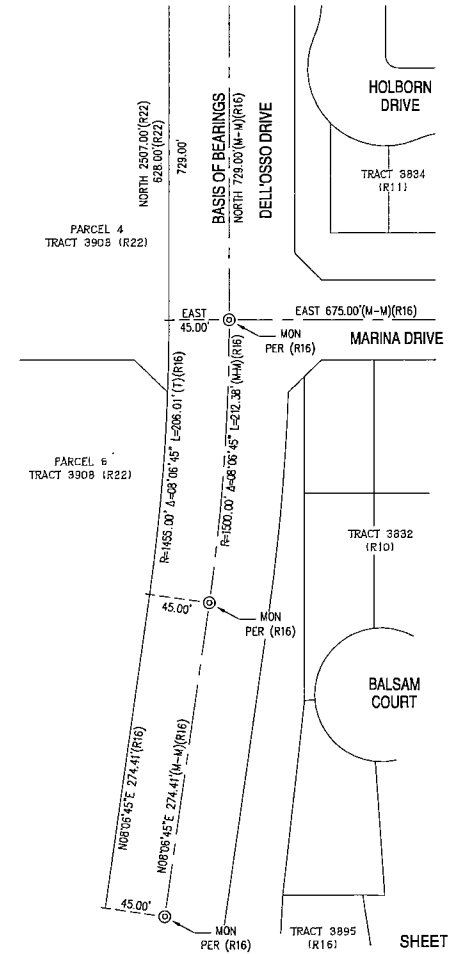 NORTH 2507.00'(R22)
628.00'(R22)
729.00'
BASIS OF BEARINGS
NORTH 729.00'(M-M)(R16)
DELL'OSSO DRIVE
HOLBORN
DRIVE
TRACT 3834
(R11)
PARCEL 4
TRACT 3908 (R22)
EAST
45.00'
EAST 675.00'(M-M)(R16)
MON
PER (R16)
MARINA DRIVE
R=1455.00' Δ=08°06'45" L=206.01' (T)(R16)
R=1500.00' Δ=08°06'45" L=212.38' (M-M)(R16)
PARCEL 6
TRACT 3908 (R22)
TRACT 3832
(R10)
45.00'
MON
PER (R16)
BALSAM
COURT
N08°06'45"E 274.41'(R16)
N08°06'45"E 274.41'(M-M)(R16)
45.00'
MON
PER (R16)
TRACT 3895
(R16)
SHEET